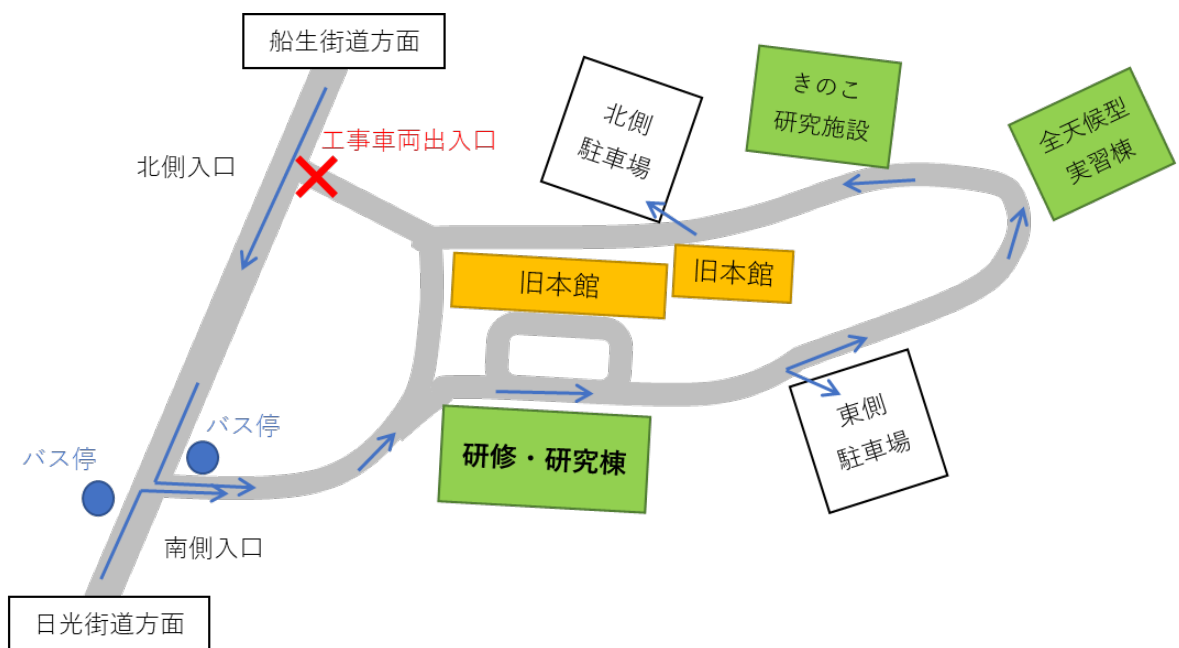 船生街道方面
工事車両出入口
北側入口
北側
駐車場
きのこ
研究施設
全天候型
実習棟
旧本館
旧本館
バス停
バス停
研修・研究棟
東側
駐車場
南側入口
日光街道方面